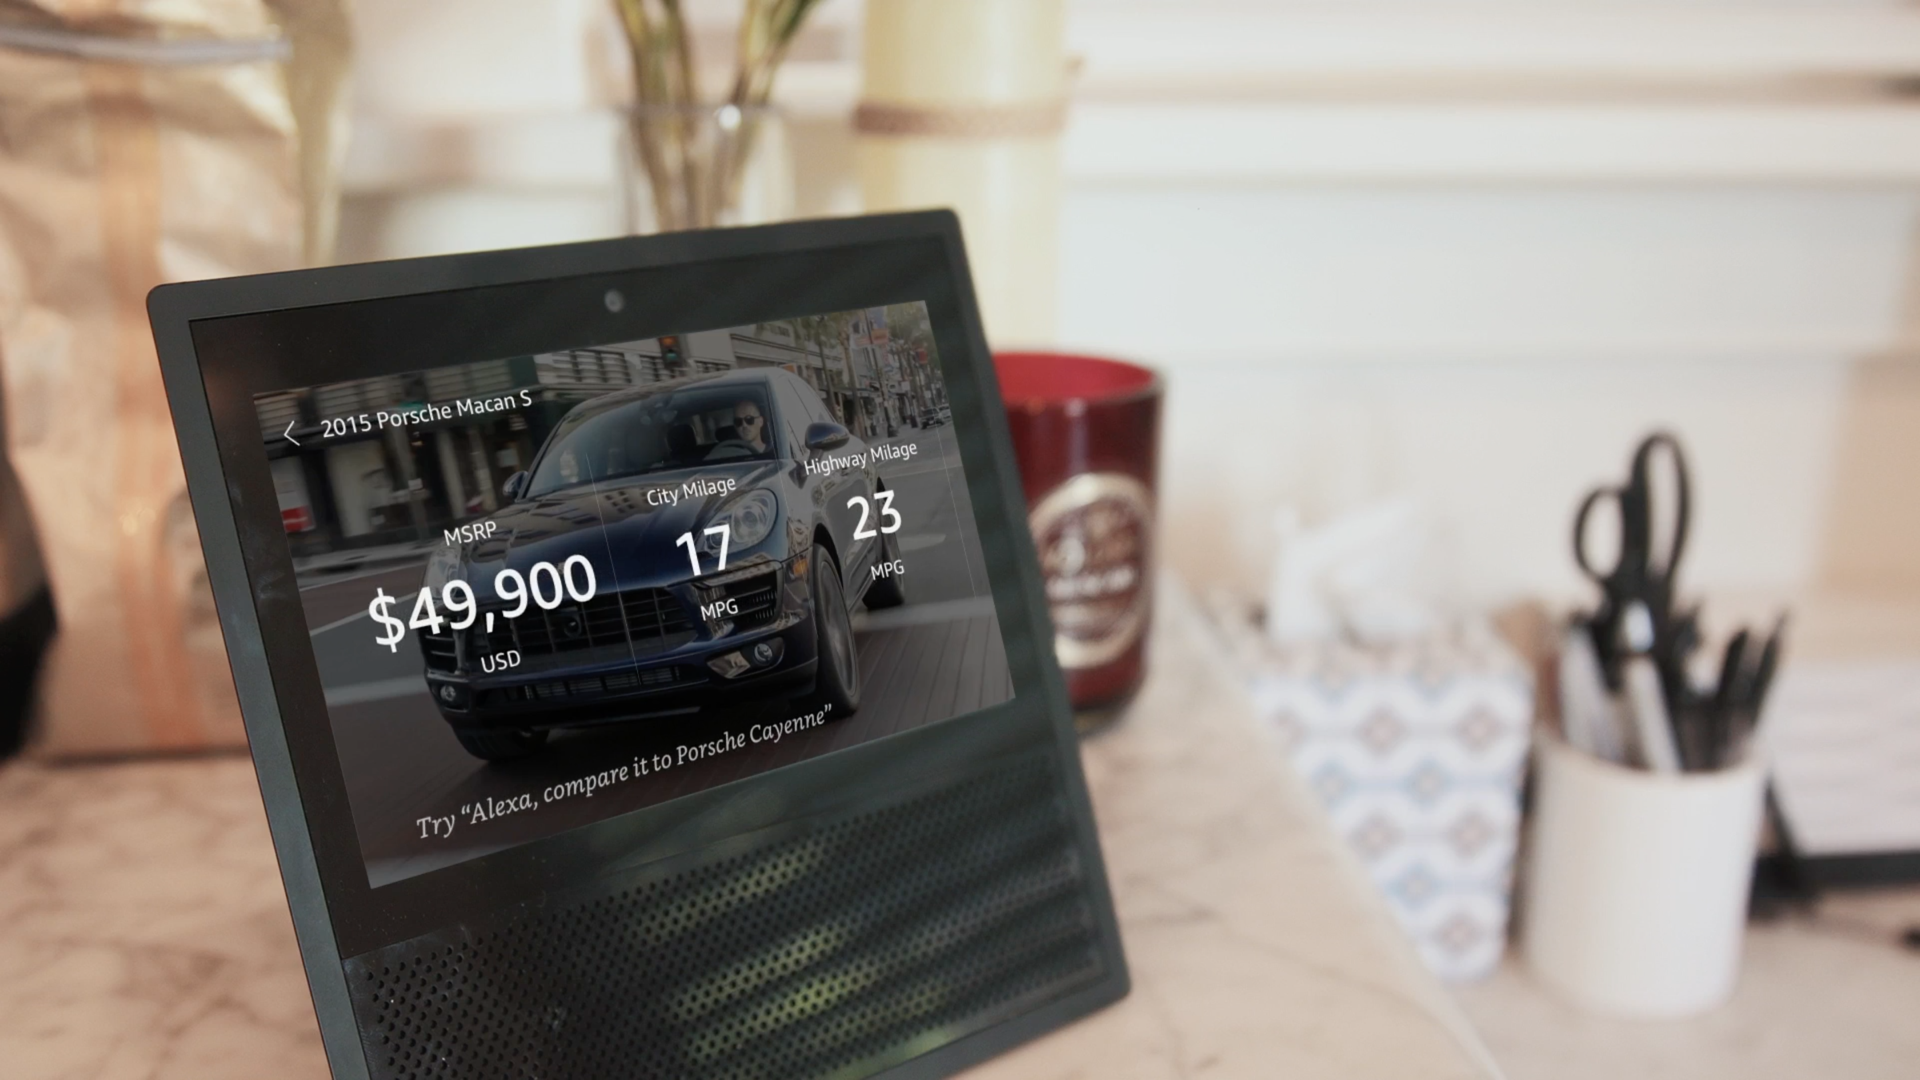 2015 Porsche Macan S
MSRP
$49,900
USD
City Milage
17
MPG
Highway Milage
23
MPG
Try “Alexa, compare it to Porsche Cayenne”